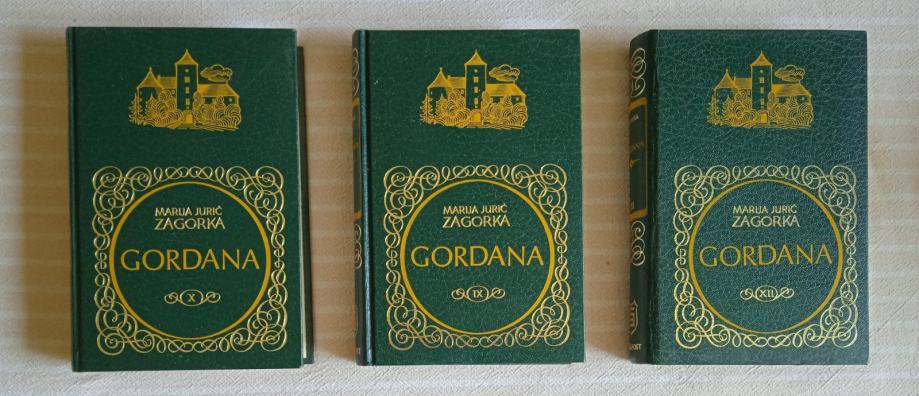 MARIJA JURIĆ
ZAGORKA
GORDANA
X
MARIJA JURIĆ
ZAGORKA
GORDANA
IX
MARIJA JURIĆ
ZAGORKA
GORDANA
XII